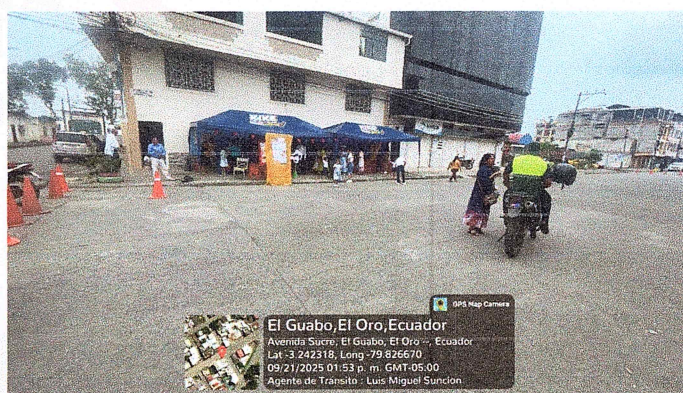 GPS Map Camera
El Guabo,El Oro,Ecuador
Avenida Sucre, El Guabo, El Oro --, Ecuador
Lat -3.242318, Long -79.826670
09/21/2025 01:53 p. m. GMT-05:00
Agente de Transito : Luis Miguel Suncion